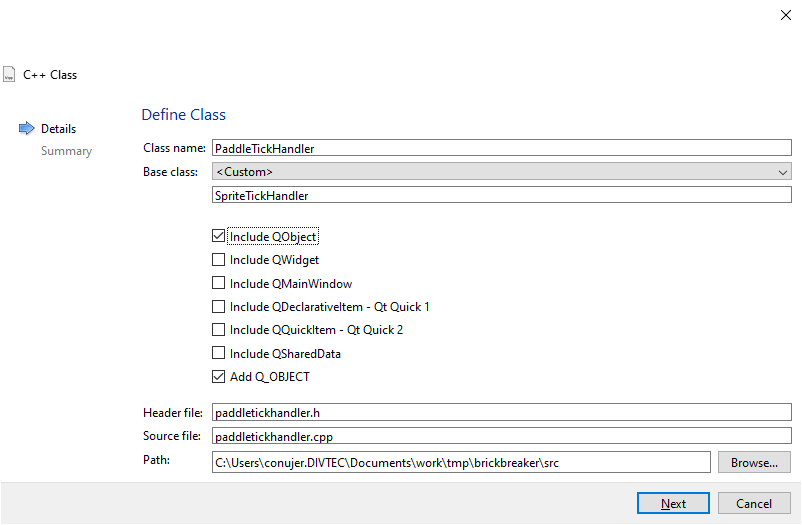 C++ Class
Details
Summary
Define Class
Class name: PaddleTickHandler
Base class: <Custom>
SpriteTickHandler
Include QObject
Include QWidget
Include QMainWindow
Include QDeclarativeItem - Qt Quick 1
Include QQuickItem - Qt Quick 2
Include QSharedData
Add Q_OBJECT
Header file: paddletickhandler.h
Source file: paddletickhandler.cpp
Path: C:\Users\conujer.DIVTEC\Documents\work\tmp\brickbreaker\src Browse...
Next Cancel